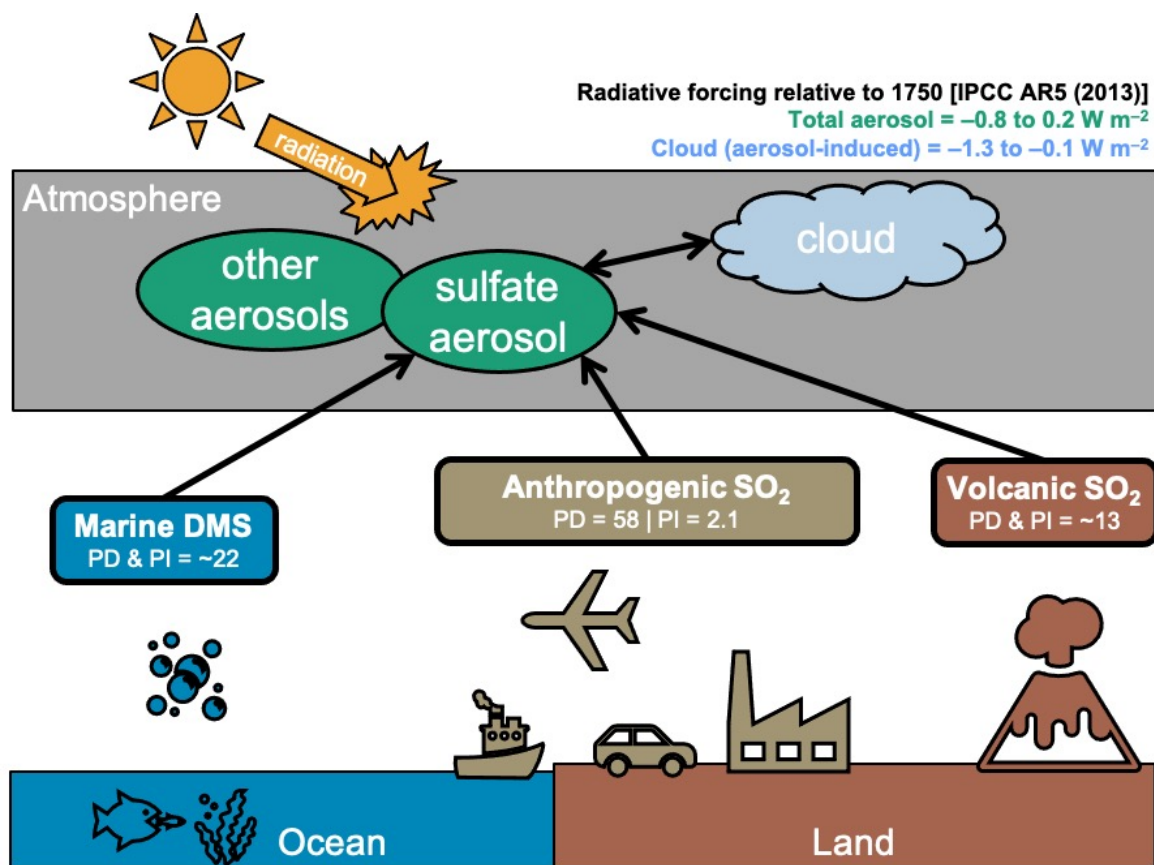 Radiative forcing relative to 1750 [IPCC AR5 (2013)]
Total aerosol = –0.8 to 0.2 W m⁻²
Cloud (aerosol-induced) = –1.3 to –0.1 W m⁻²
radiation
Atmosphere
other
aerosols
sulfate
aerosol
cloud
Marine DMS
PD & PI = ~22
Anthropogenic SO₂
PD = 58 | PI = 2.1
Volcanic SO₂
PD & PI = ~13
Ocean
Land